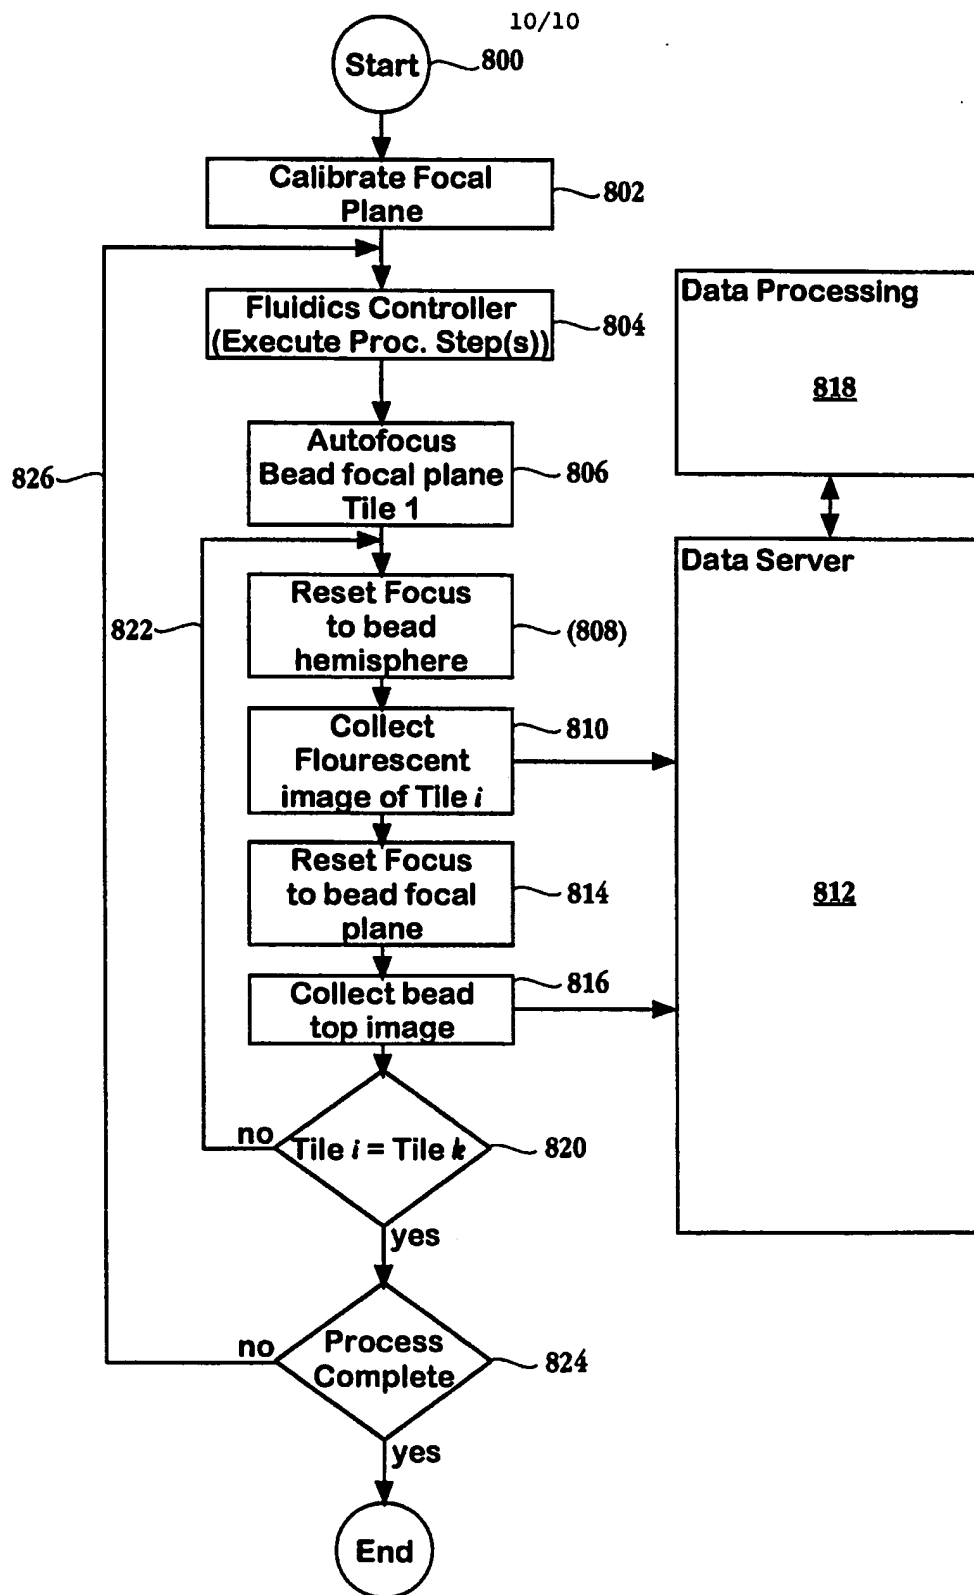 10/10
Start
800
Calibrate Focal
Plane
802
Fluidics Controller
(Execute Proc. Step(s))
804
Autofocus
Bead focal plane
Tile 1
806
826
Reset Focus
to bead
hemisphere
(808)
822
Collect
Flourescent
image of Tile i
810
Reset Focus
to bead focal
plane
814
Collect bead
top image
816
Tile i = Tile k
820
no
yes
Process
Complete
824
no
yes
End
Data Processing
818
Data Server
812